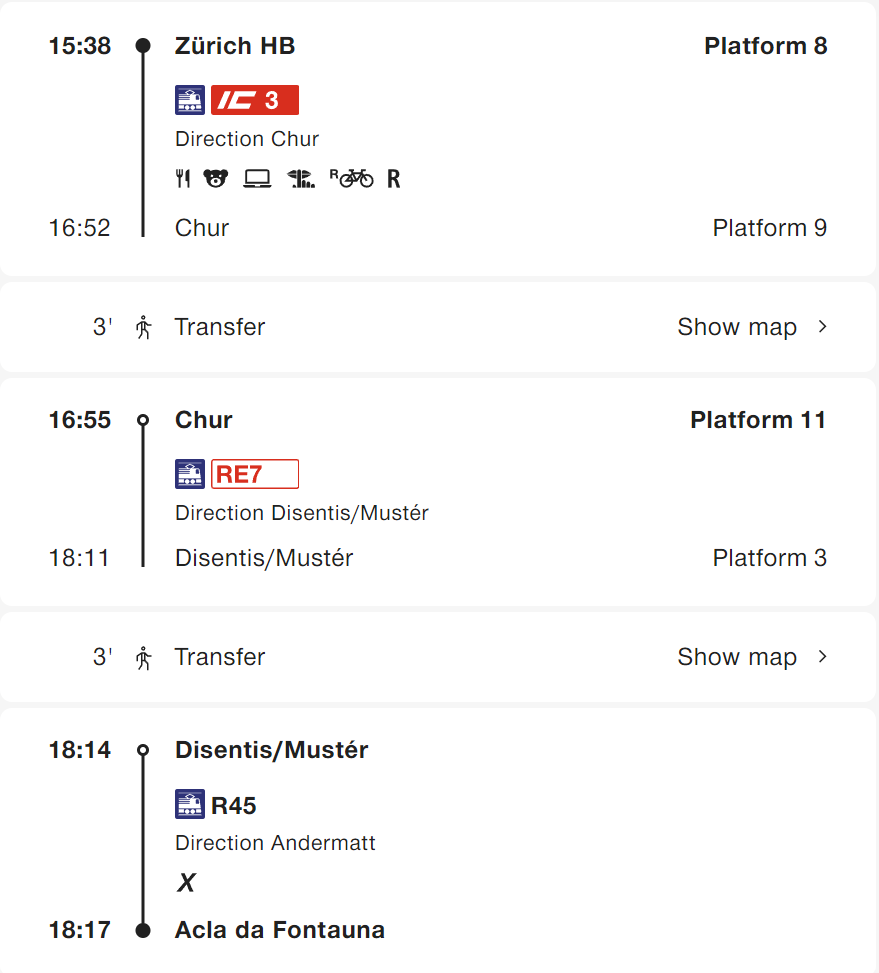 15:38 Zürich HB Platform 8
IC 3
Direction Chur
R R
16:52 Chur Platform 9
3' Transfer Show map
16:55 Chur Platform 11
RE7
Direction Disentis/Mustér
18:11 Disentis/Mustér Platform 3
3' Transfer Show map
18:14 Disentis/Mustér
R45
Direction Andermatt
X
18:17 Acla da Fontauna